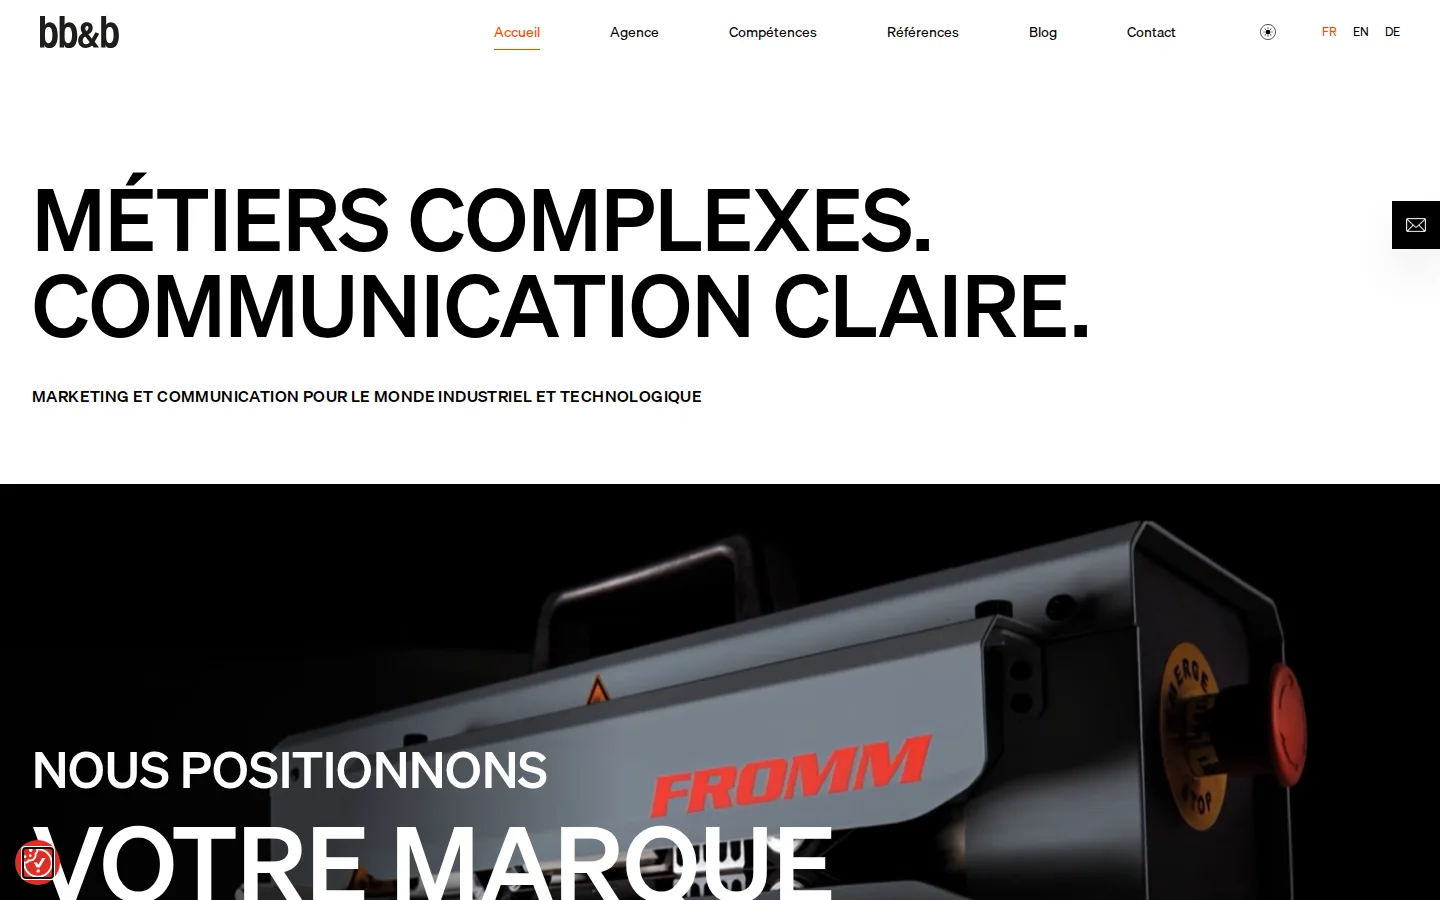 bb&b
Accueil Agence Compétences Références Blog Contact FR EN DE
MÉTIERS COMPLEXES.
COMMUNICATION CLAIRE.
MARKETING ET COMMUNICATION POUR LE MONDE INDUSTRIEL ET TECHNOLOGIQUE
NOUS POSITIONNONS
FROMM
STOP
VOTRE MARQUE